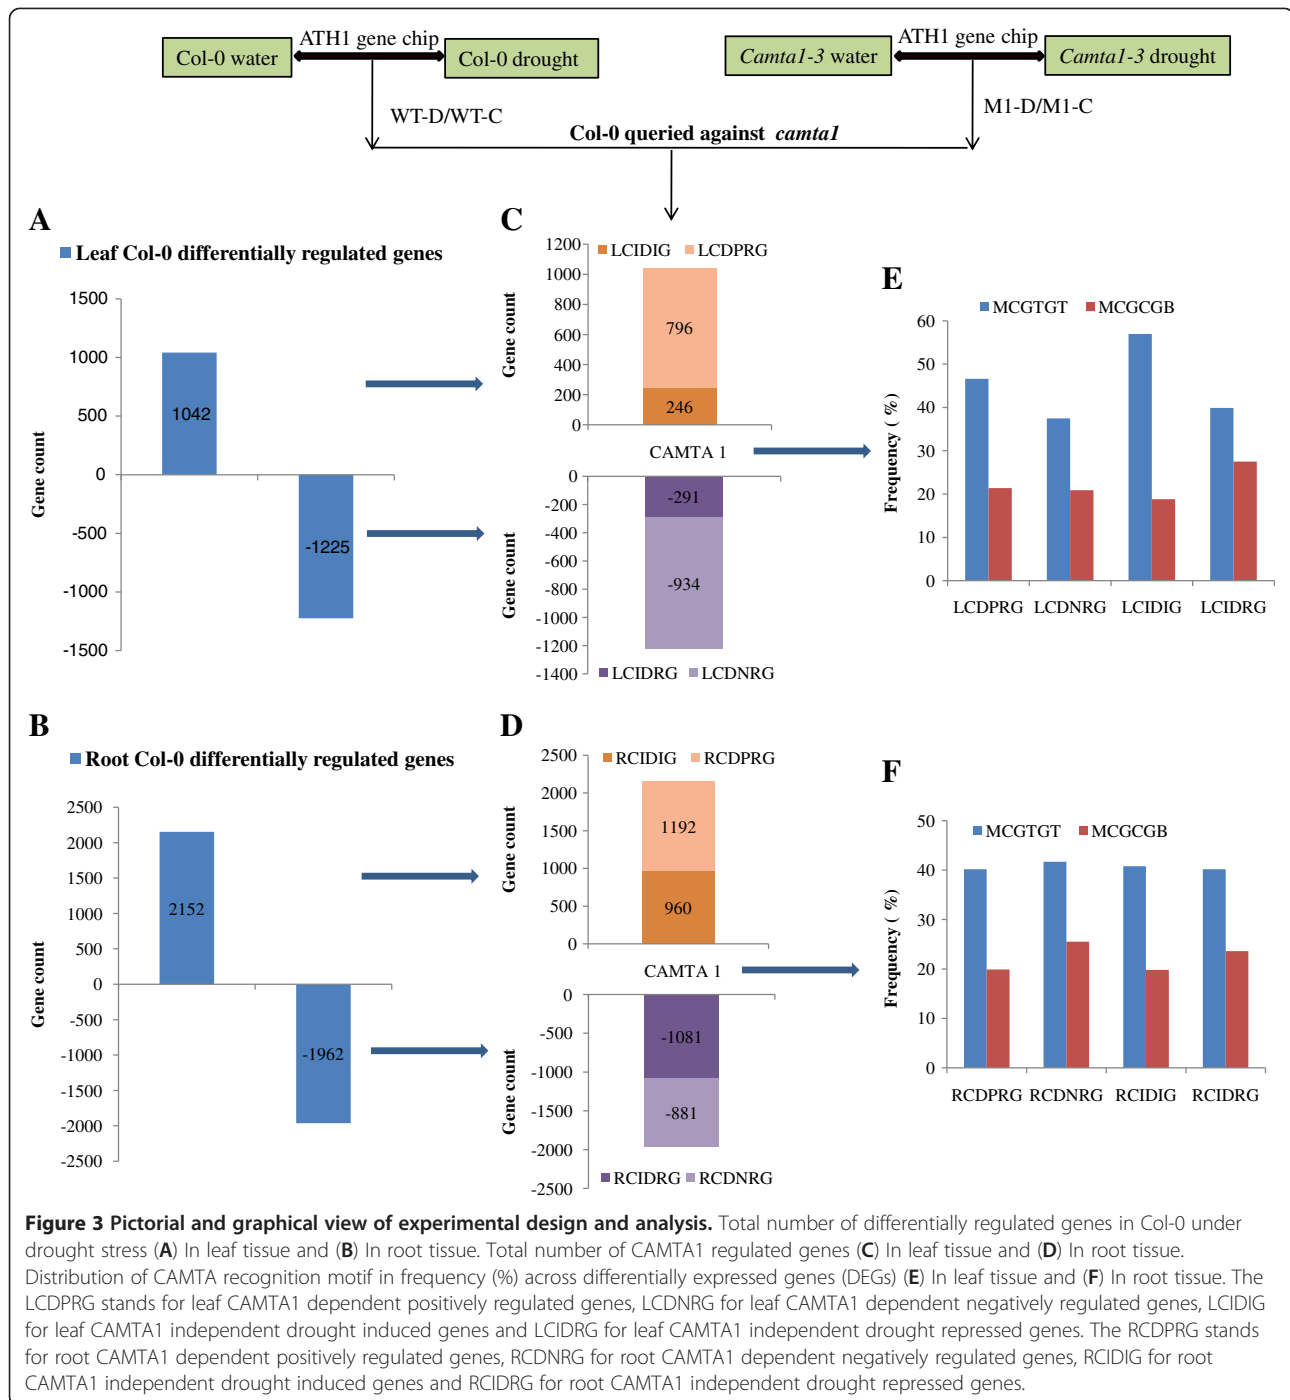 ATH1 gene chip
Col-0 water
Col-0 drought
WT-D/WT-C
ATH1 gene chip
Camta1-3 water
Camta1-3 drought
M1-D/M1-C
Col-0 queried against camta1
A
Leaf Col-0 differentially regulated genes
Gene count
1500
1000
500
0
-500
-1000
-1500
1042
-1225
C
LCIDIG
LCDPRG
Gene count
1200
1000
800
600
400
200
0
796
246
CAMTA 1
Gene count
0
-200
-400
-600
-800
-1000
-1200
-1400
-291
-934
LCIDRG
LCDNRG
E
MCGTGT
MCGCGB
Frequency ( %)
60
50
40
30
20
10
0
LCDPRG LCDNRG LCIDIG LCIDRG
B
Root Col-0 differentially regulated genes
Gene count
2500
2000
1500
1000
500
0
-500
-1000
-1500
-2000
-2500
2152
-1962
D
RCIDIG
RCDPRG
Gene count
2500
2000
1500
1000
500
0
1192
960
CAMTA 1
Gene count
0
-500
-1000
-1500
-2000
-2500
-1081
-881
RCIDRG
RCDNRG
F
MCGTGT
MCGCGB
Frequency ( %)
50
40
30
20
10
0
RCDPRG RCDNRG RCIDIG RCIDRG
Figure 3 Pictorial and graphical view of experimental design and analysis. Total number of differentially regulated genes in Col-0 under
drought stress (A) In leaf tissue and (B) In root tissue. Total number of CAMTA1 regulated genes (C) In leaf tissue and (D) In root tissue.
Distribution of CAMTA recognition motif in frequency (%) across differentially expressed genes (DEGs) (E) In leaf tissue and (F) In root tissue. The
LCDPRG stands for leaf CAMTA1 dependent positively regulated genes, LCDNRG for leaf CAMTA1 dependent negatively regulated genes, LCIDIG
for leaf CAMTA1 independent drought induced genes and LCIDRG for leaf CAMTA1 independent drought repressed genes. The RCDPRG stands
for root CAMTA1 dependent positively regulated genes, RCDNRG for root CAMTA1 dependent negatively regulated genes, RCIDIG for root
CAMTA1 independent drought induced genes and RCIDRG for root CAMTA1 independent drought repressed genes.